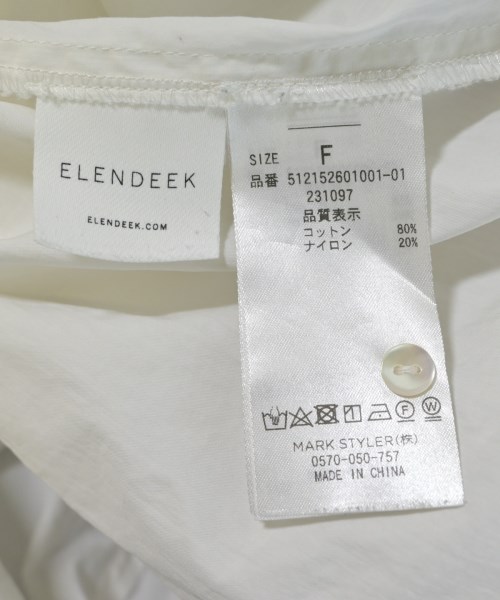 ELENDEEK
ELENDEEK.COM
SIZE F
品番 512152601001-01
231097
品質表示
コットン 80%
ナイロン 20%
F W
MARK STYLER(株)
0570-050-757
MADE IN CHINA